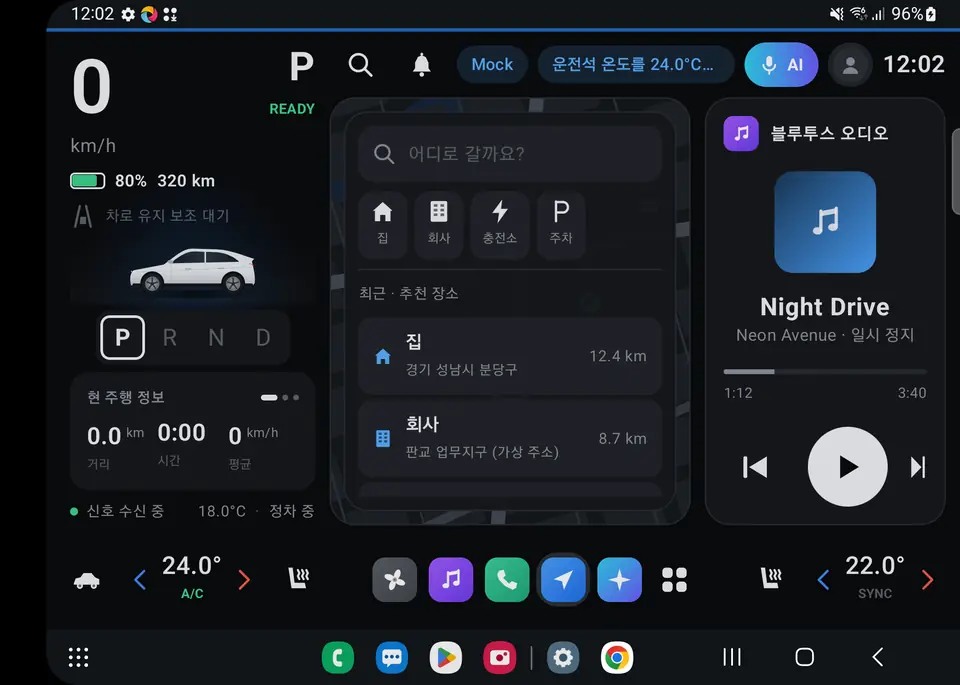 12:02
96%
0
P
READY
km/h
80% 320 km
차로 유지 보조 대기
P R N D
현 주행 정보
0.0 km 0:00 0 km/h
거리 시간 평균
신호 수신 중 18.0°C · 정차 중
Mock
운전석 온도를 24.0°C...
AI
12:02
어디로 갈까요?
집 회사 충전소 P 주차
최근 · 추천 장소
집
경기 성남시 분당구
12.4 km
회사
판교 업무지구 (가상 주소)
8.7 km
블루투스 오디오
Night Drive
Neon Avenue · 일시 정지
1:12 3:40
24.0°
A/C
22.0°
SYNC